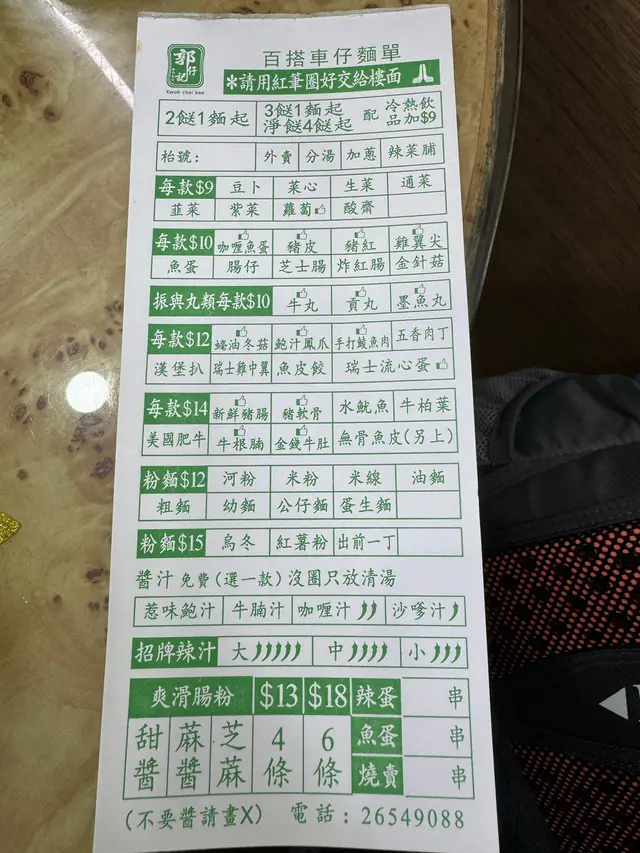 郭
仔
記
Kwok chai kee
百搭車仔麵單
*請用紅筆圈好交給樓面
2餸1麵起 3餸1麵起 淨餸4餸起 配 冷熱飲品加$9
枱號: 外賣 分湯 加蔥 辣菜脯
每款$9 豆卜 菜心 生菜 通菜
韮菜 紫菜 蘿蔔 酸齋
每款$10 咖喱魚蛋 豬皮 豬紅 雞翼尖
魚蛋 腸仔 芝士腸 炸紅腸 金針菇
振興丸類每款$10 牛丸 貢丸 墨魚丸
每款$12 蠔油冬菇 鮑汁鳳爪 手打鯪魚肉 五香肉丁
漢堡扒 瑞士雞中翼 魚皮餃 瑞士流心蛋
每款$14 新鮮豬腸 豬軟骨 水魷魚 牛柏葉
美國肥牛 牛根腩 金錢牛肚 無骨魚皮(另上)
粉麵$12 河粉 米粉 米線 油麵
粗麵 幼麵 公仔麵 蛋生麵
粉麵$15 烏冬 紅薯粉 出前一丁
醬汁 免費(選一款)沒圈只放清湯
惹味鮑汁 牛腩汁 咖喱汁 沙嗲汁
招牌辣汁 大 中 小
爽滑腸粉 $13 $18 辣蛋 串
甜醬 蔴醬 芝蔴 4條 6條 魚蛋 串
燒賣 串
(不要醬請畫X) 電話:26549088